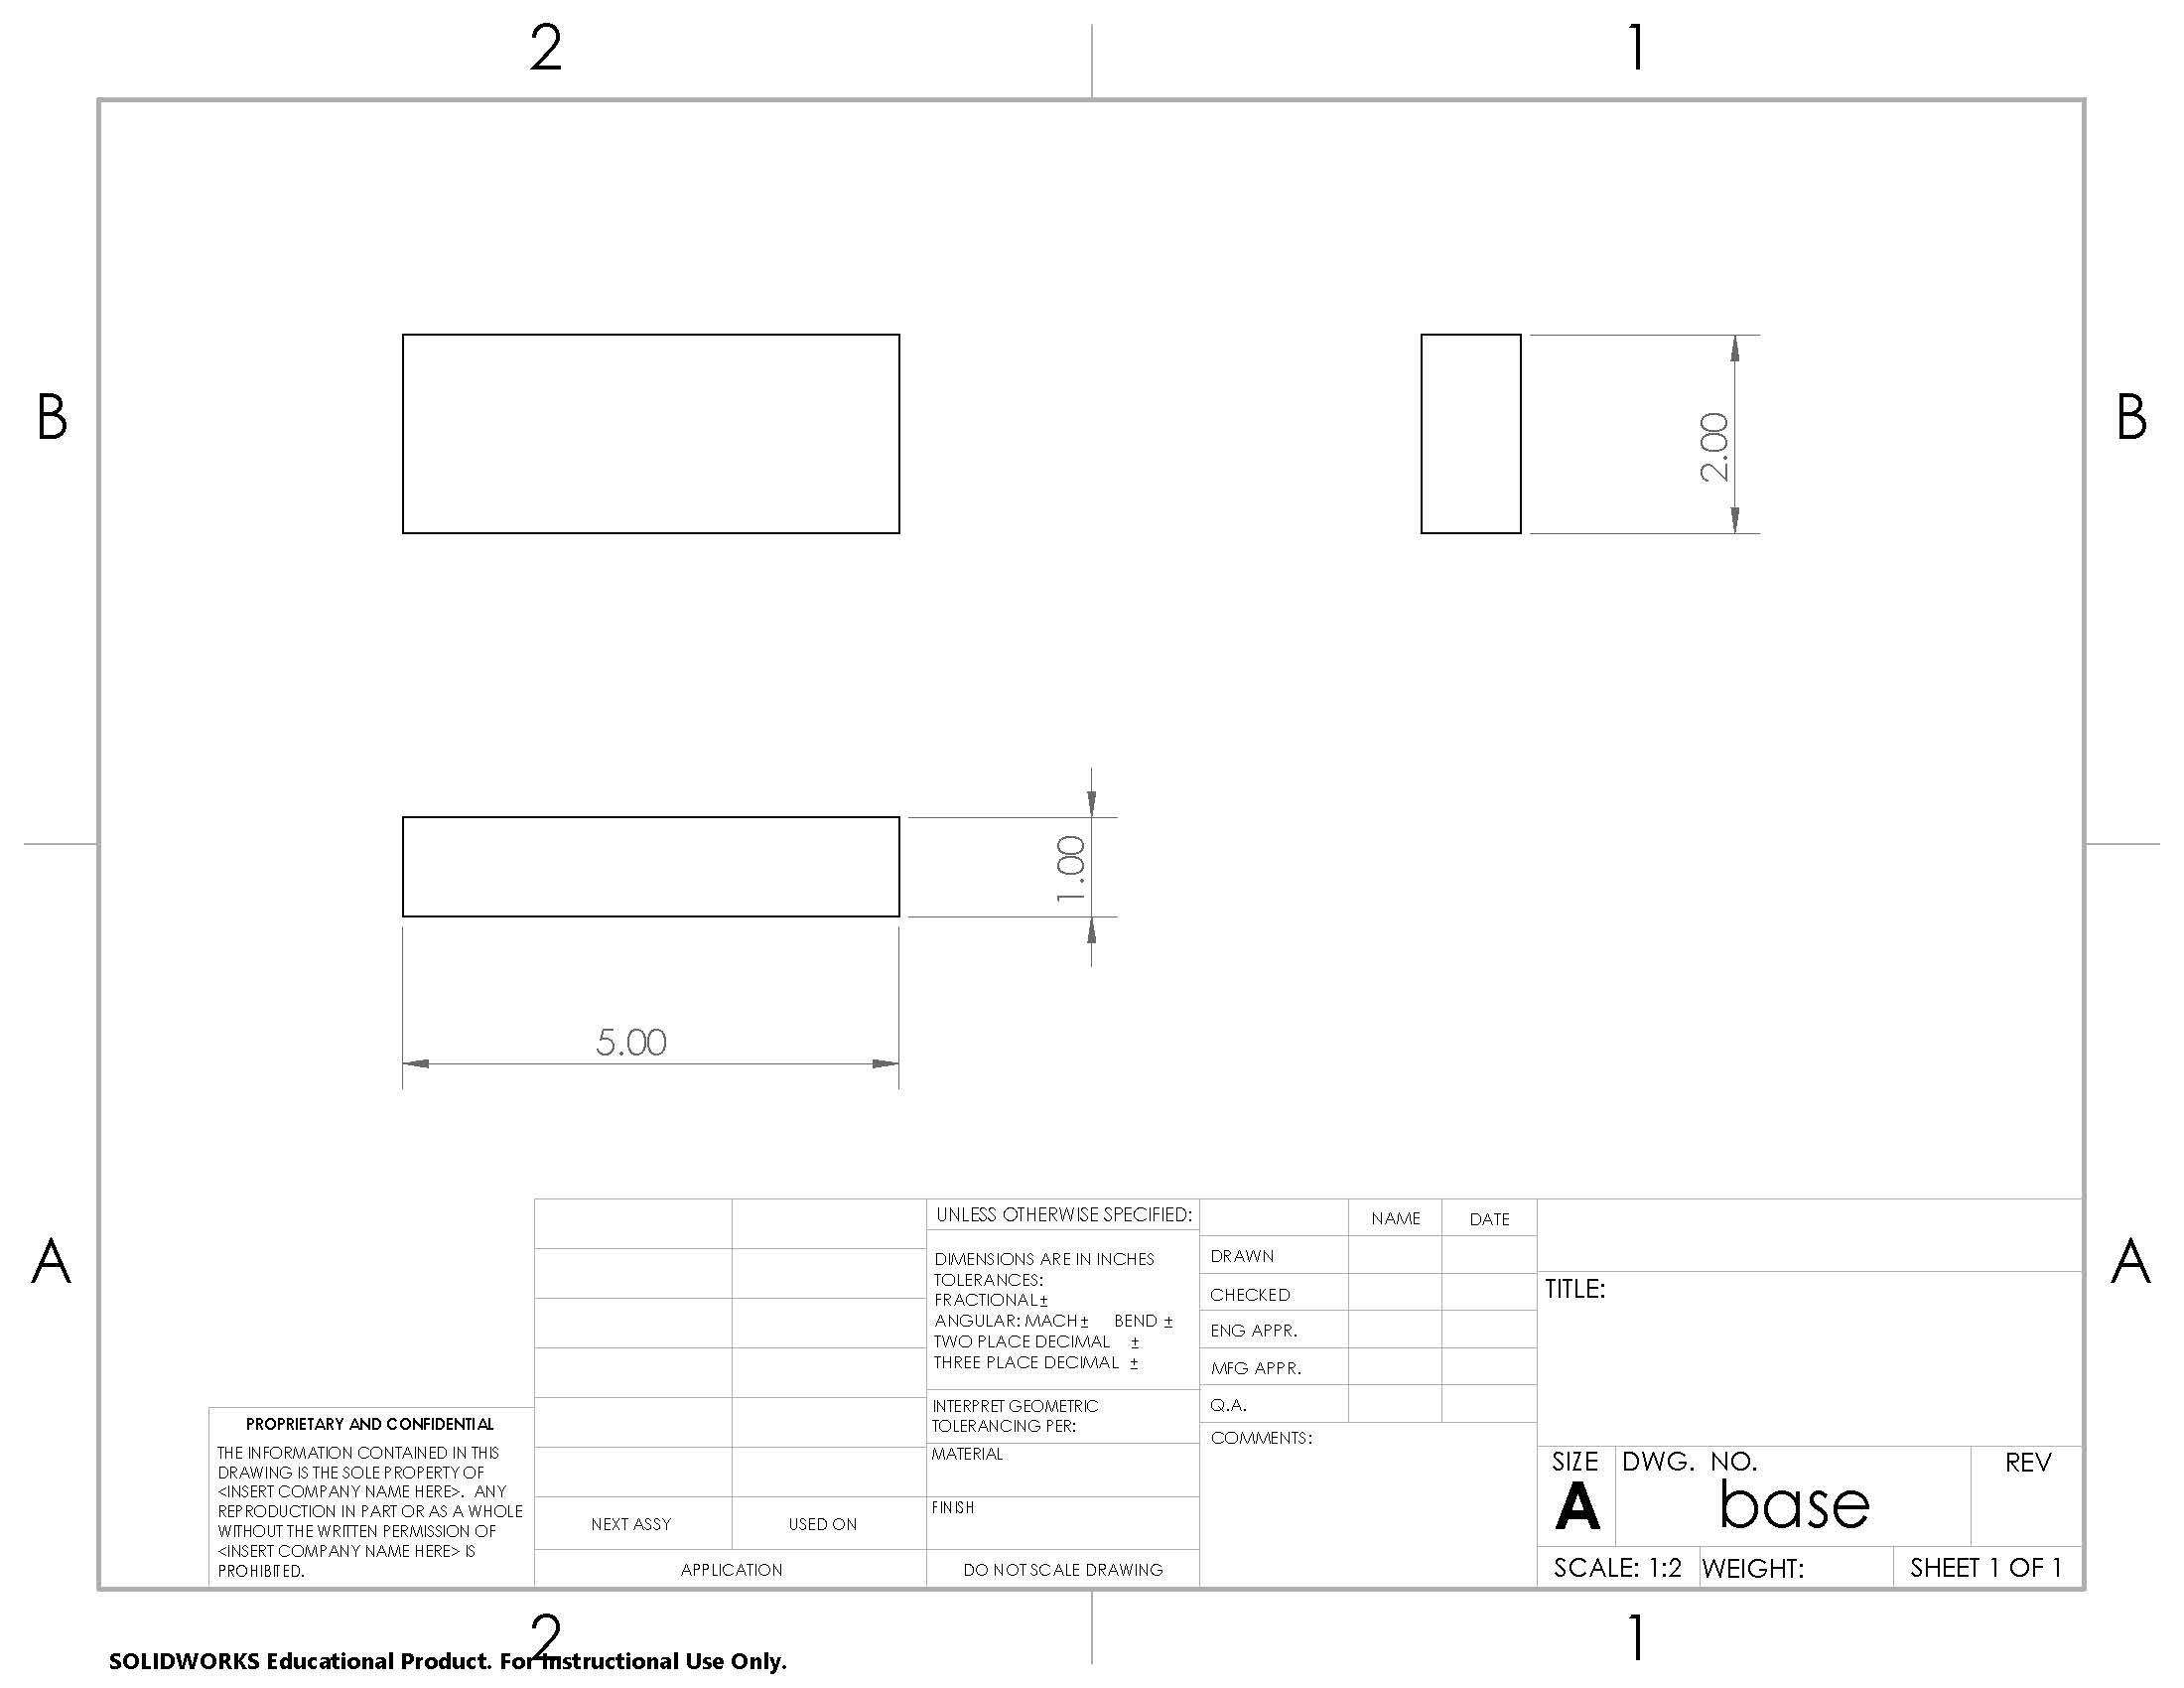 2
1
B
B
2.00
1.00
5.00
A
A
UNLESS OTHERWISE SPECIFIED:
DIMENSIONS ARE IN INCHES
TOLERANCES:
FRACTIONAL±
ANGULAR: MACH± BEND ±
TWO PLACE DECIMAL ±
THREE PLACE DECIMAL ±
INTERPRET GEOMETRIC
TOLERANCING PER:
MATERIAL
FINISH
DO NOT SCALE DRAWING
NAME
DATE
DRAWN
CHECKED
ENG APPR.
MFG APPR.
Q.A.
COMMENTS:
TITLE:
SIZE
A
DWG. NO.
base
REV
SCALE: 1:2
WEIGHT:
SHEET 1 OF 1
PROPRIETARY AND CONFIDENTIAL
THE INFORMATION CONTAINED IN THIS
DRAWING IS THE SOLE PROPERTY OF
<INSERT COMPANY NAME HERE>. ANY
REPRODUCTION IN PART OR AS A WHOLE
WITHOUT THE WRITTEN PERMISSION OF
<INSERT COMPANY NAME HERE> IS
PROHIBITED.
NEXT ASSY
USED ON
APPLICATION
2
1
SOLIDWORKS Educational Product. For Instructional Use Only.